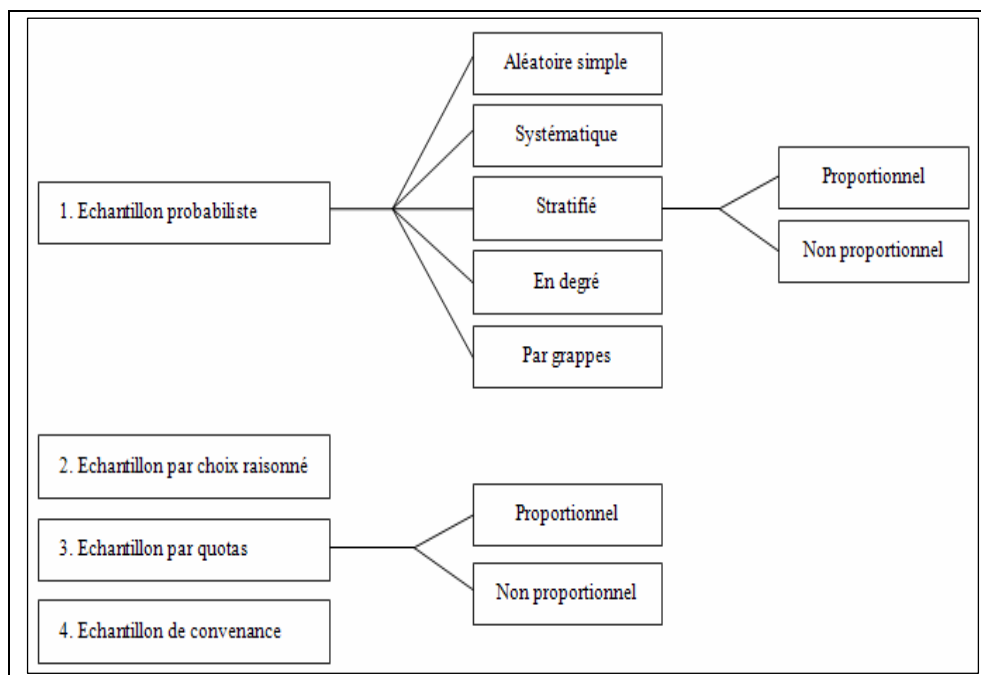 Aléatoire simple
Systématique
1. Echantillon probabiliste
Stratifié
Proportionnel
Non proportionnel
En degré
Par grappes
2. Echantillon par choix raisonné
3. Echantillon par quotas
Proportionnel
Non proportionnel
4. Echantillon de convenance